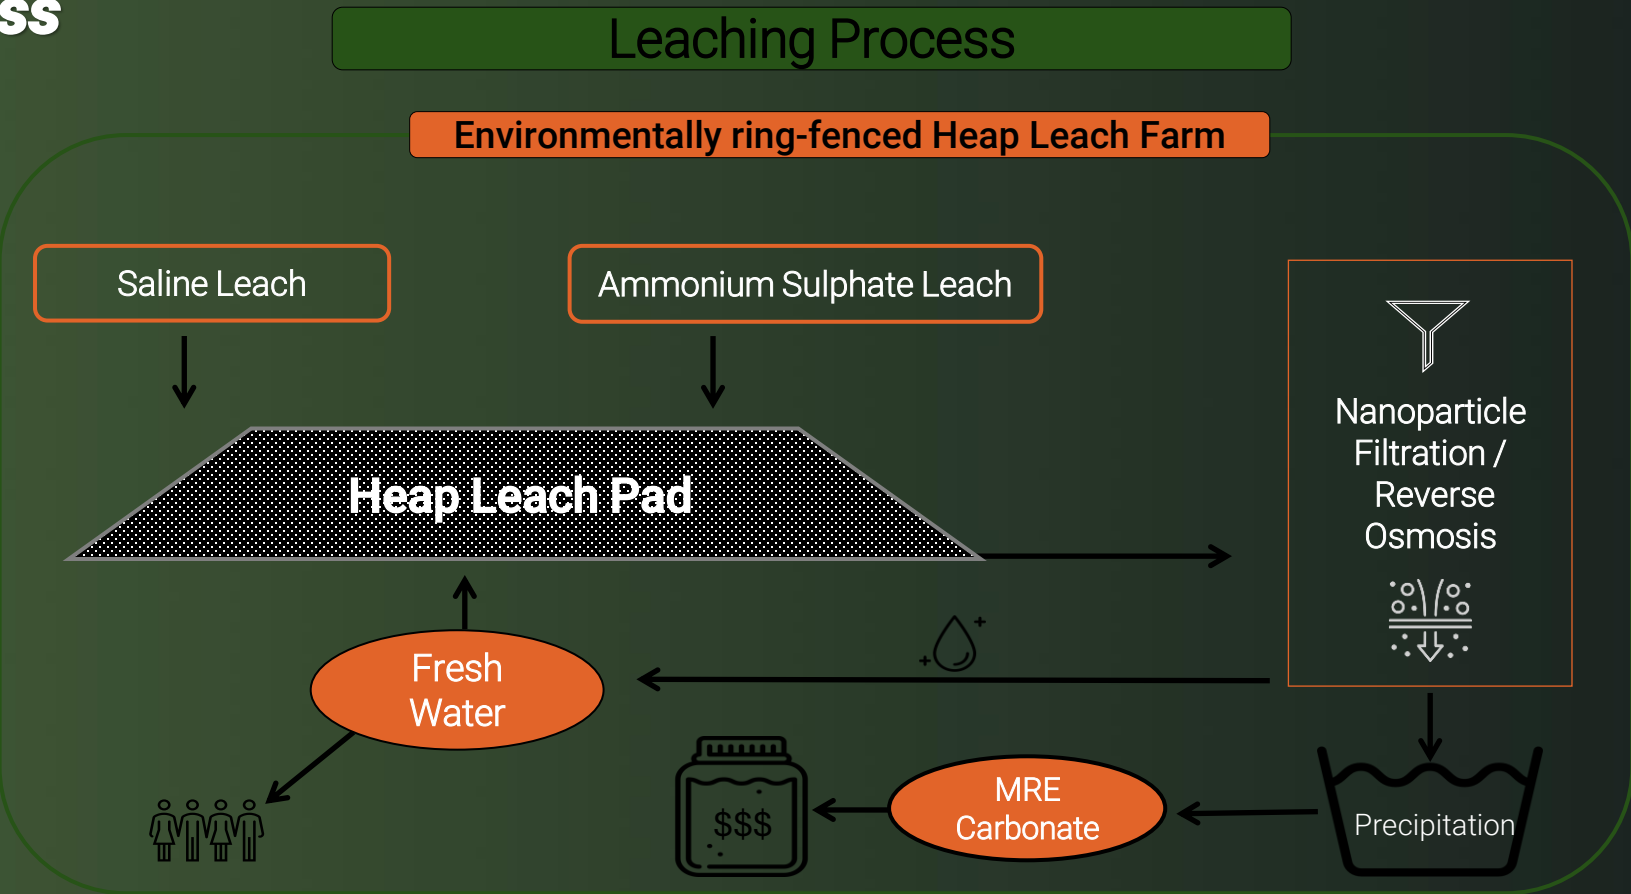 ss
Leaching Process
Environmentally ring-fenced Heap Leach Farm
Saline Leach
Ammonium Sulphate Leach
Nanoparticle
Filtration /
Reverse
Osmosis
Heap Leach Pad
Fresh
Water
MRE
Carbonate
$$$
Precipitation